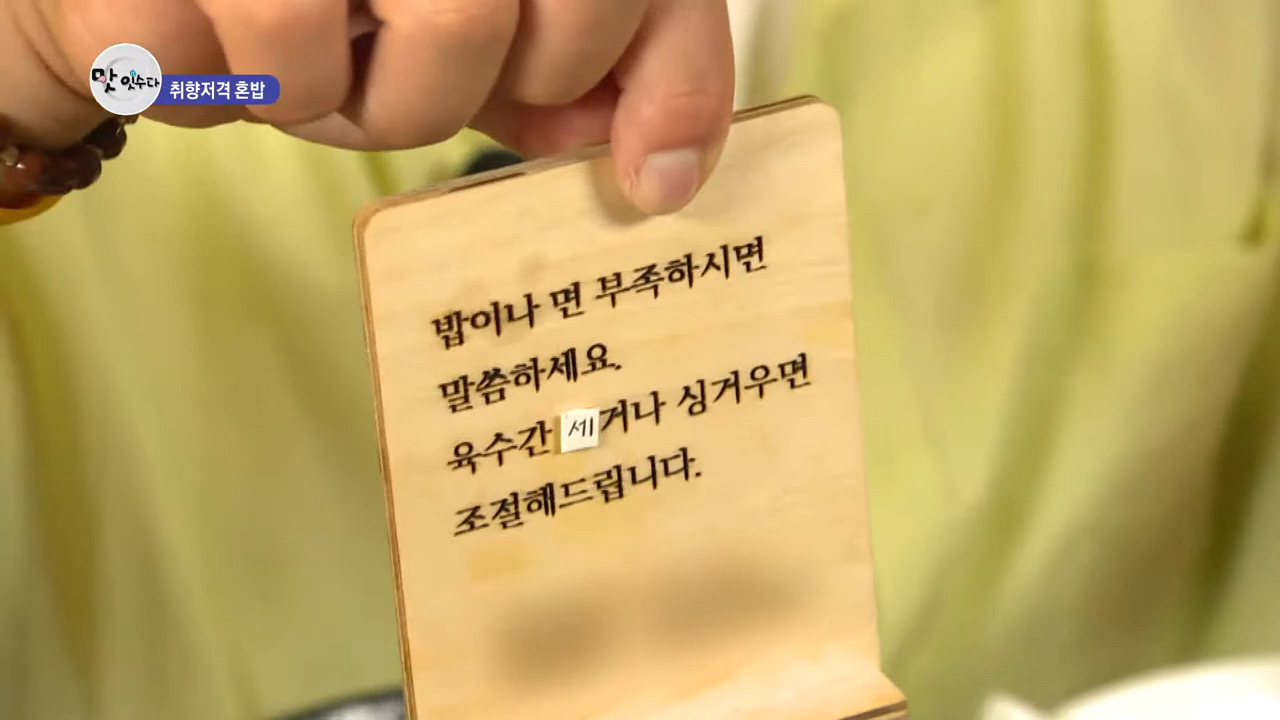 맛 잇수다
취향저격 혼밥
밥이나 면 부족하시면
말씀하세요.
육수간 세거나 싱거우면
조절해드립니다.